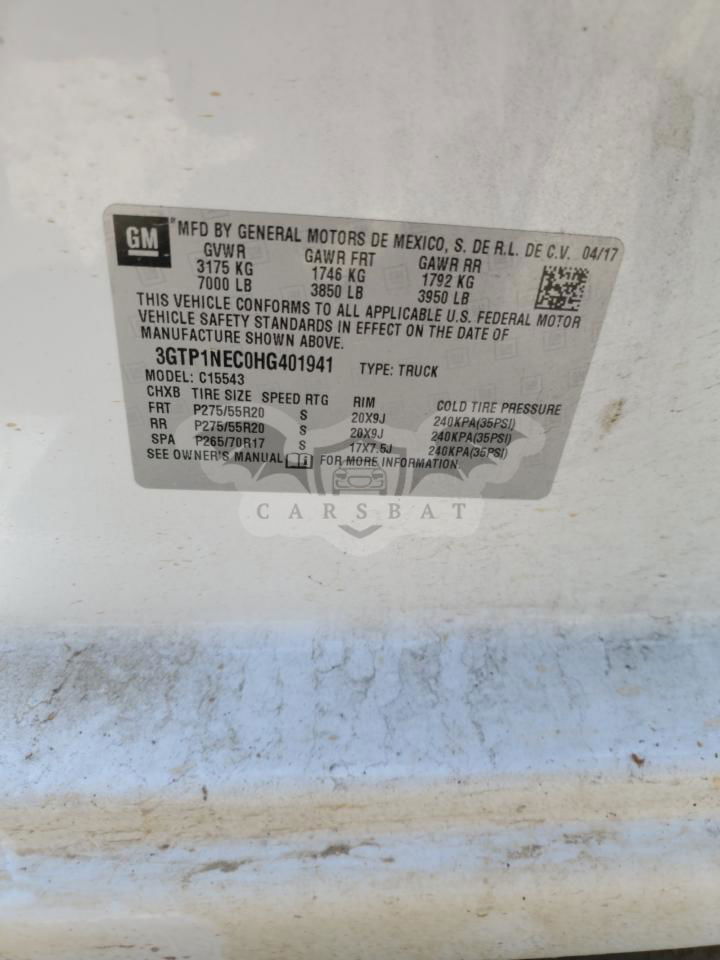 GM
MFD BY GENERAL MOTORS DE MEXICO, S. DE R.L. DE C.V. 04/17
GVWR GAWR FRT GAWR RR
3175 KG 1746 KG 1792 KG
7000 LB 3850 LB 3950 LB
THIS VEHICLE CONFORMS TO ALL APPLICABLE U.S. FEDERAL MOTOR
VEHICLE SAFETY STANDARDS IN EFFECT ON THE DATE OF
MANUFACTURE SHOWN ABOVE.
3GTP1NEC0HG401941 TYPE: TRUCK
MODEL: C15543
CHXB TIRE SIZE SPEED RTG RIM COLD TIRE PRESSURE
FRT P275/55R20 S 20X9J 240KPA(35PSI)
RR P275/55R20 S 20X9J 240KPA(35PSI)
SPA P265/70R17 S 17X7.5J 240KPA(35PSI)
SEE OWNER'S MANUAL FOR MORE INFORMATION.
CARSBAT